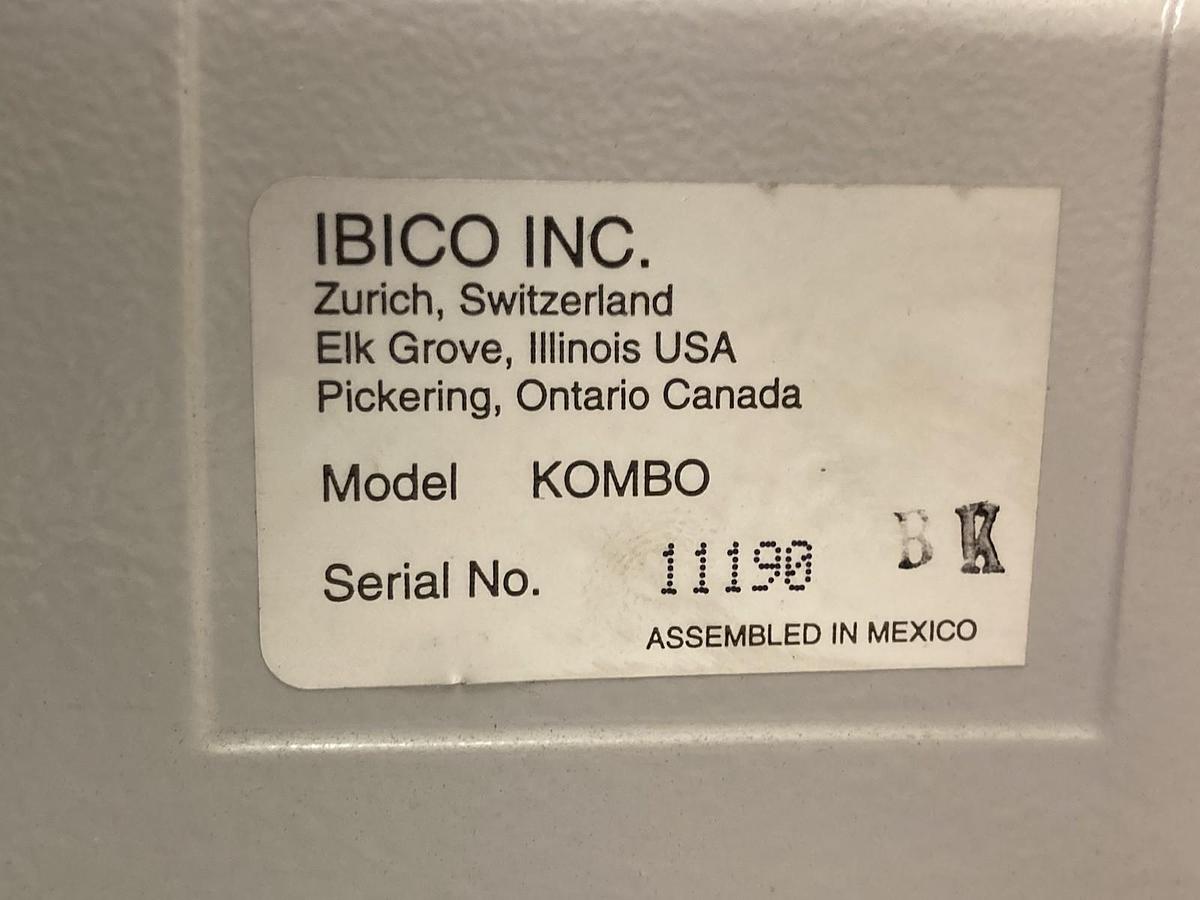 IBICO INC.
Zurich, Switzerland
Elk Grove, Illinois USA
Pickering, Ontario Canada
Model KOMBO
B K
Serial No. 11190
ASSEMBLED IN MEXICO